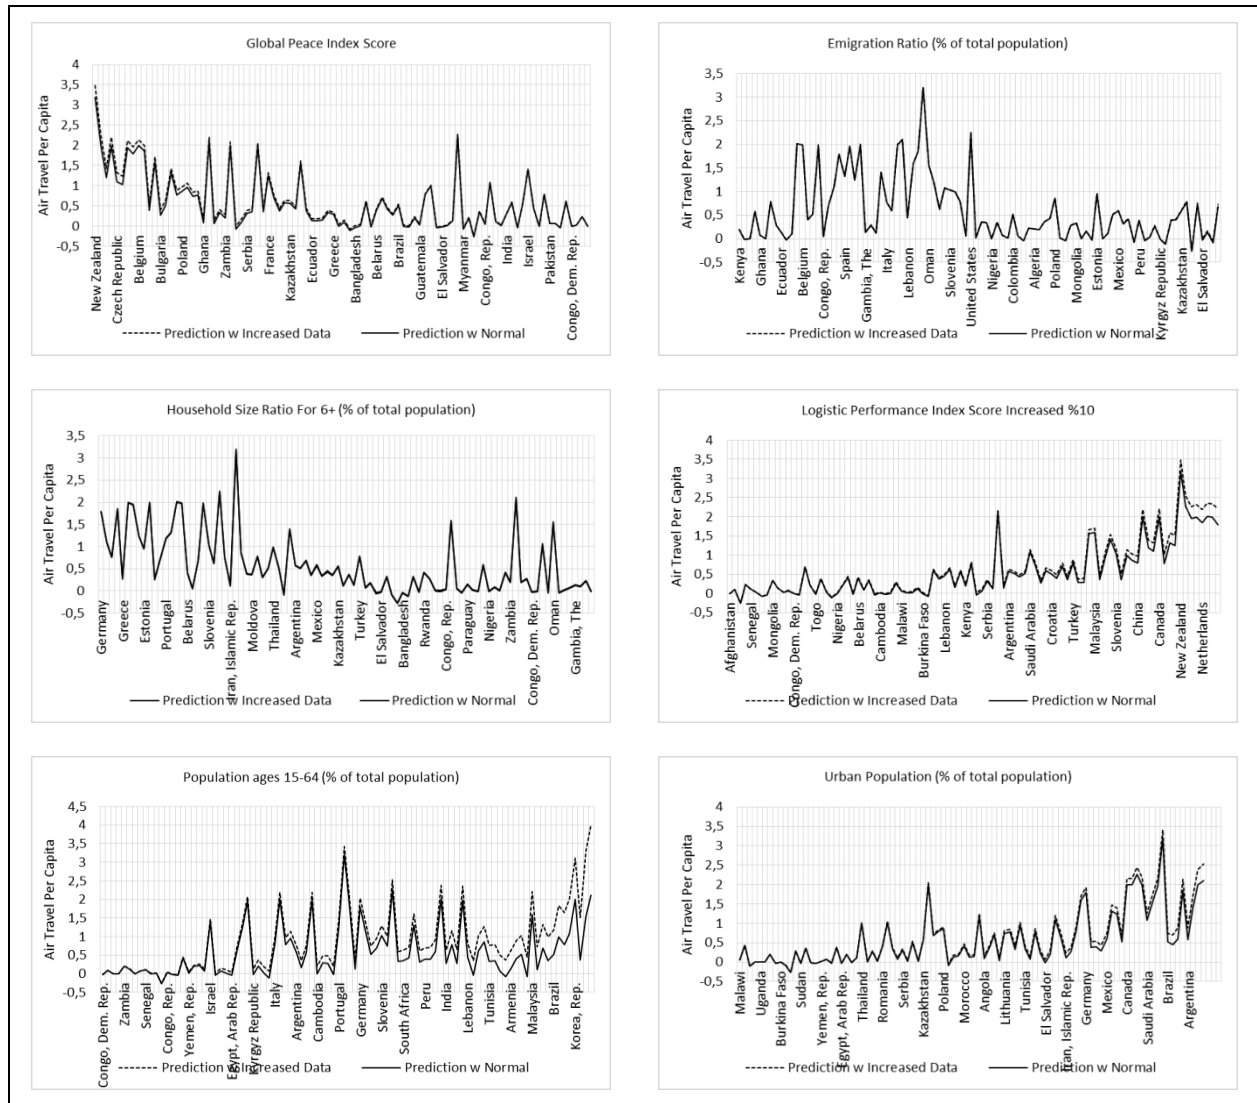 Global Peace Index Score
Air Travel Per Capita
4
3,5
3
2,5
2
1,5
1
0,5
0
-0,5
New Zealand
Czech Republic
Belgium
Bulgaria
Poland
Ghana
Zambia
Serbia
France
Kazakhstan
Ecuador
Greece
Bangladesh
Belarus
Brazil
Guatemala
El Salvador
Myanmar
Congo, Rep.
India
Israel
Pakistan
Congo, Dem. Rep.
Prediction w Increased Data
Prediction w Normal
Emigration Ratio (% of total population)
Air Travel Per Capita
3,5
3
2,5
2
1,5
1
0,5
0
-0,5
Kenya
Ghana
Ecuador
Belgium
Congo, Rep.
Spain
Gambia, The
Italy
Lebanon
Oman
Slovenia
United States
Nigeria
Colombia
Algeria
Poland
Mongolia
Estonia
Mexico
Peru
Kyrgyz Republic
Kazakhstan
El Salvador
Prediction w Increased Data
Prediction w Normal
Household Size Ratio For 6+ (% of total population)
Air Travel Per Capita
3,5
3
2,5
2
1,5
1
0,5
0
-0,5
Germany
Greece
Estonia
Portugal
Belarus
Slovenia
Iran, Islamic Rep.
Moldova
Thailand
Argentina
Mexico
Kazakhstan
Turkey
El Salvador
Bangladesh
Rwanda
Congo, Rep.
Paraguay
Nigeria
Zambia
Congo, Dem. Rep.
Oman
Gambia, The
Prediction w Increased Data
Prediction w Normal
Logistic Performance Index Score Increased %10
Air Travel Per Capita
4
3,5
3
2,5
2
1,5
1
0,5
0
-0,5
Afghanistan
Senegal
Mongolia
Congo, Dem. Rep.
Togo
Nigeria
Belarus
Cambodia
Malawi
Burkina Faso
Lebanon
Kenya
Serbia
Argentina
Saudi Arabia
Croatia
Turkey
Malaysia
Slovenia
China
Canada
New Zealand
Netherlands
Prediction w Increased Data
Prediction w Normal
Population ages 15-64 (% of total population)
Air Travel Per Capita
4,5
4
3,5
3
2,5
2
1,5
1
0,5
0
-0,5
Congo, Dem. Rep.
Zambia
Senegal
Congo, Rep.
Yemen, Rep.
Israel
Egypt, Arab Rep.
Kyrgyz Republic
Italy
Argentina
Cambodia
Portugal
Germany
Slovenia
South Africa
Peru
India
Lebanon
Tunisia
Armenia
Malaysia
Brazil
Korea, Rep.
Prediction w Increased Data
Prediction w Normal
Urban Population (% of total population)
Air Travel Per Capita
4
3,5
3
2,5
2
1,5
1
0,5
0
-0,5
Malawi
Uganda
Burkina Faso
Sudan
Yemen, Rep.
Egypt, Arab Rep.
Thailand
Romania
Serbia
Kazakhstan
Poland
Morocco
Angola
Lithuania
Tunisia
El Salvador
Iran, Islamic Rep.
Germany
Mexico
Canada
Saudi Arabia
Brazil
Argentina
Prediction w Increased Data
Prediction w Normal